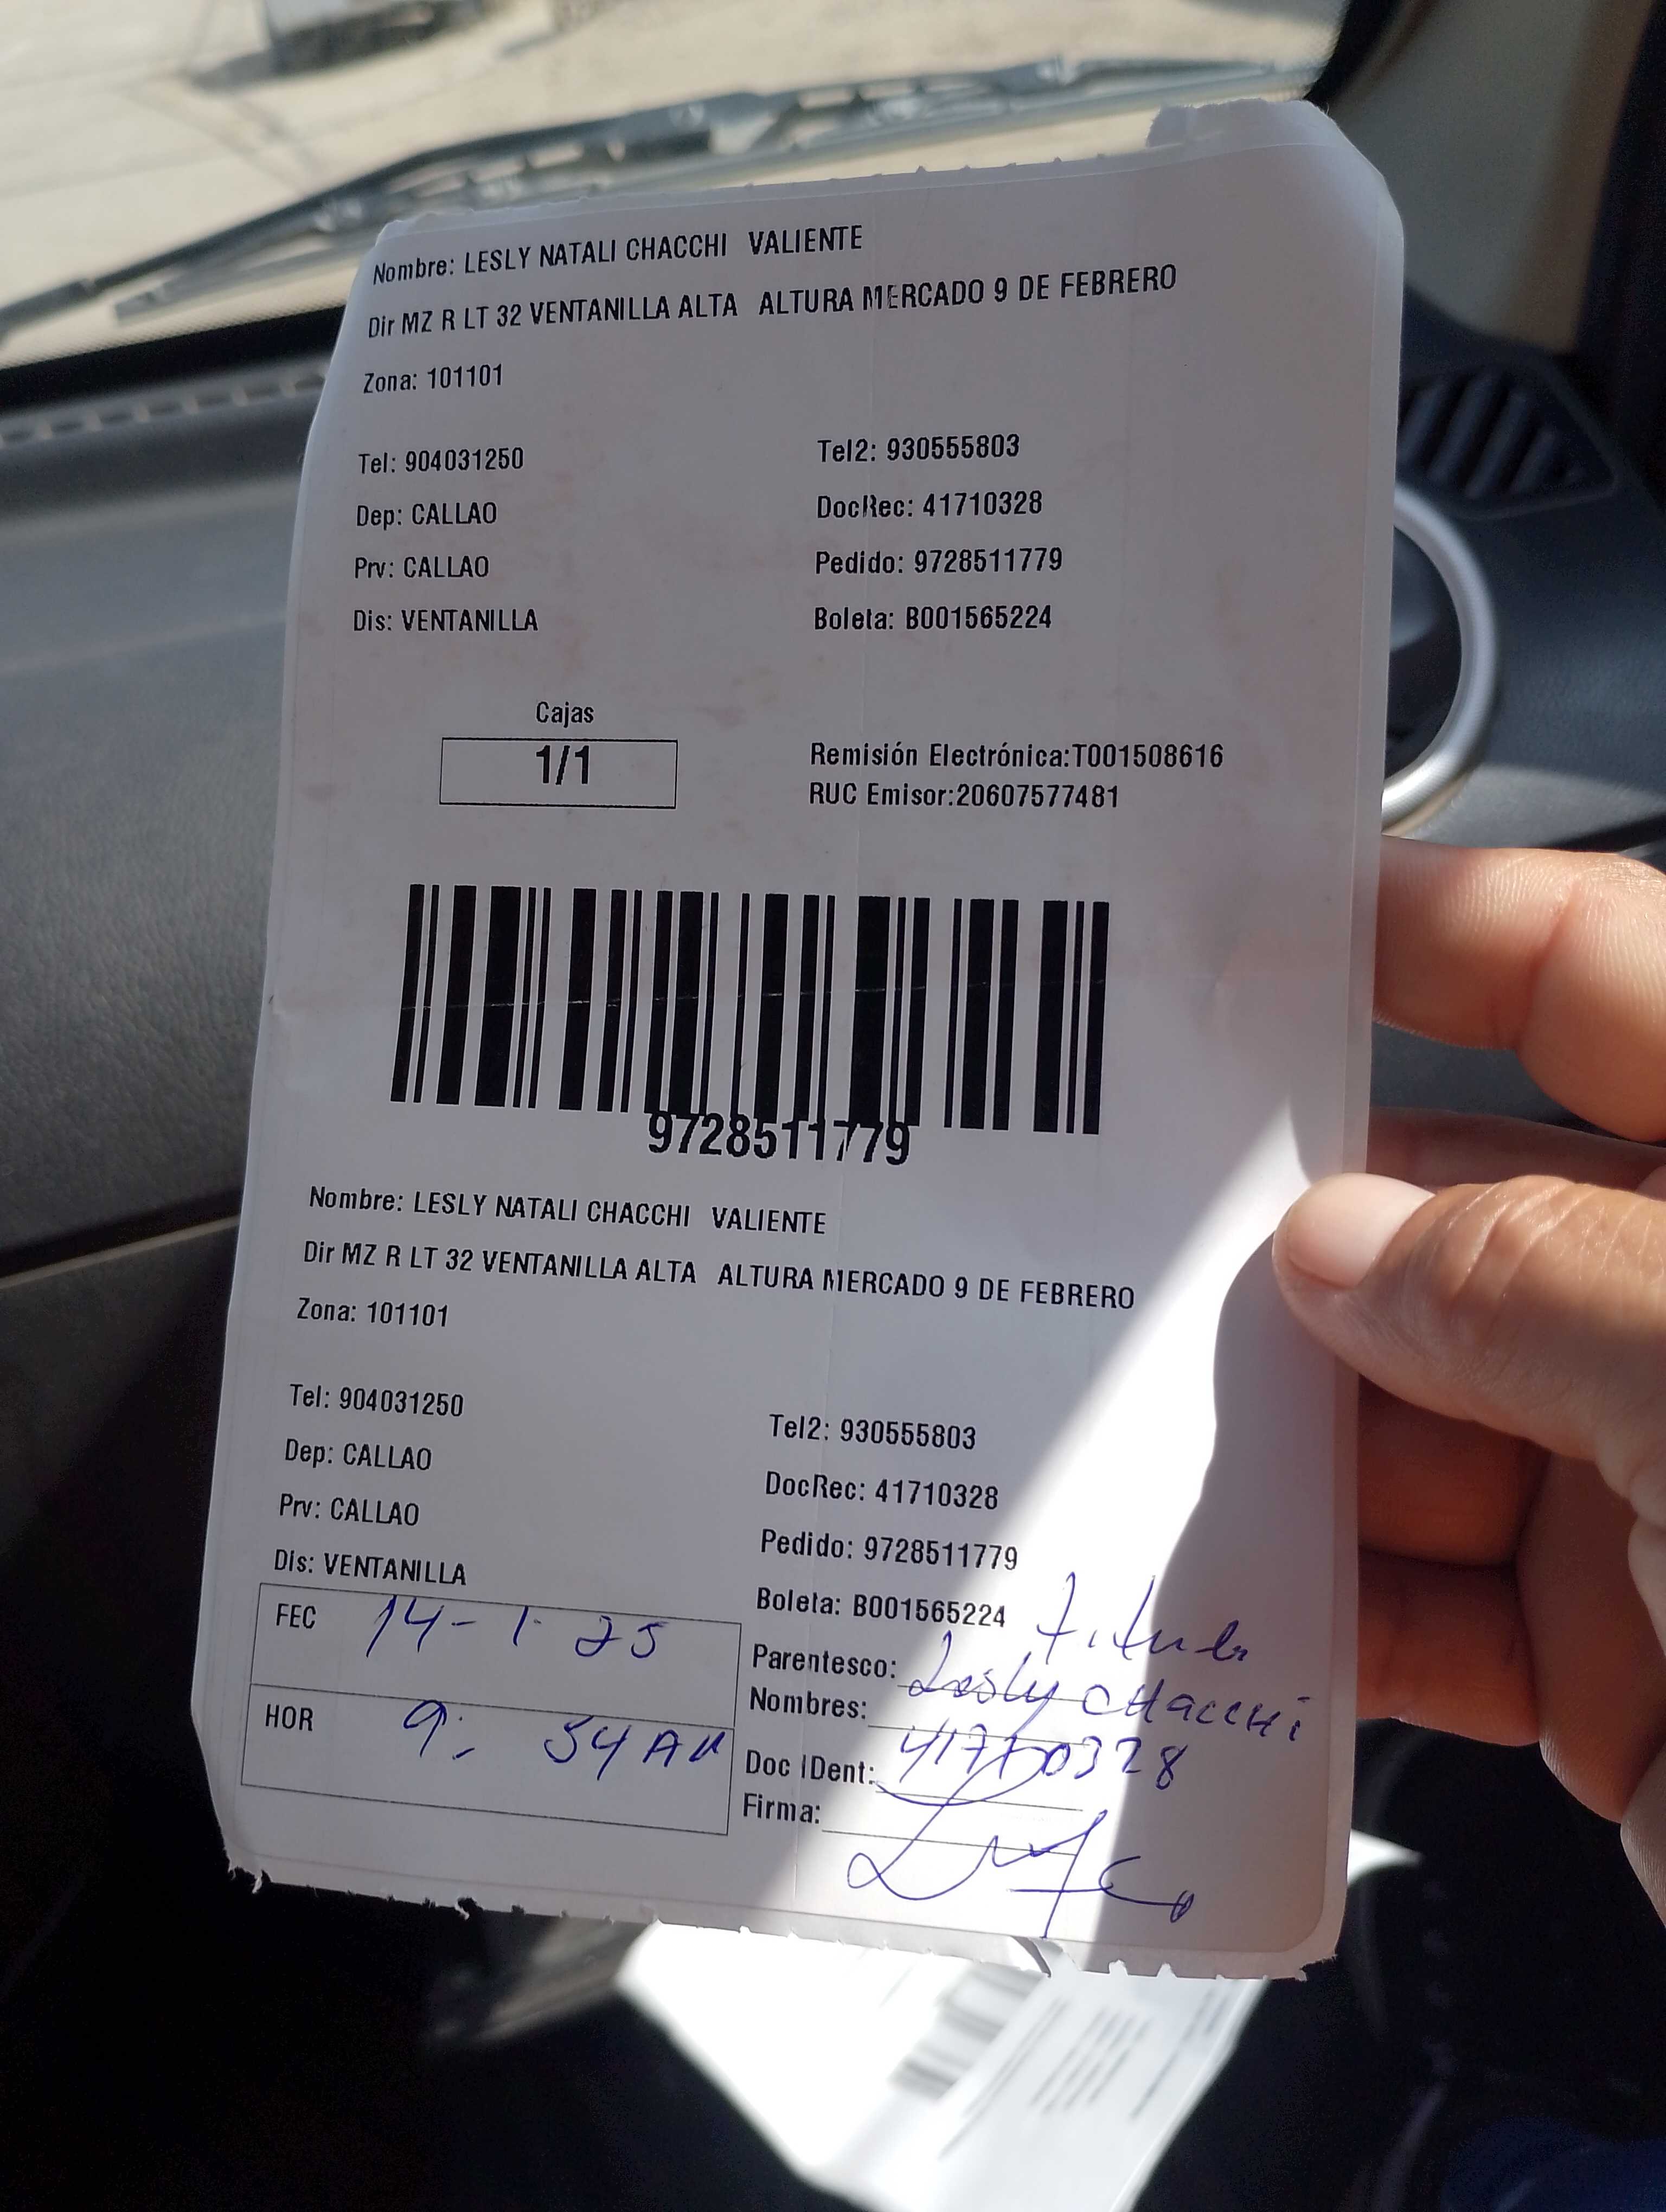 Nombre: LESLY NATALI CHACCHI VALIENTE
Dir MZ R LT 32 VENTANILLA ALTA ALTURA MERCADO 9 DE FEBRERO
Zona: 101101
Tel: 904031250 Tel2: 930555803
Dep: CALLAO DocRec: 41710328
Prv: CALLAO Pedido: 9728511779
Dis: VENTANILLA Boleta: B001565224
Cajas
1/1
Remisión Electrónica:T001508616
RUC Emisor:20607577481
9728511779
Nombre: LESLY NATALI CHACCHI VALIENTE
Dir MZ R LT 32 VENTANILLA ALTA ALTURA MERCADO 9 DE FEBRERO
Zona: 101101
Tel: 904031250 Tel2: 930555803
Dep: CALLAO DocRec: 41710328
Prv: CALLAO Pedido: 9728511779
Dis: VENTANILLA Boleta: B001565224
FEC 14-1-25
HOR 9: 54 AM
Parentesco:
Nombres: Lesly CHACCHi
Doc IDent: 41710328
Firma: